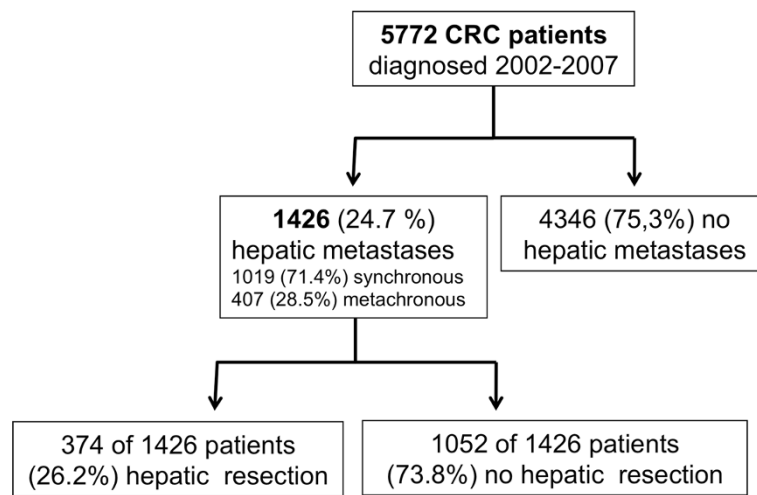 5772 CRC patients
diagnosed 2002-2007
1426 (24.7 %)
hepatic metastases
1019 (71.4%) synchronous
407 (28.5%) metachronous
4346 (75,3%) no
hepatic metastases
374 of 1426 patients
(26.2%) hepatic resection
1052 of 1426 patients
(73.8%) no hepatic resection